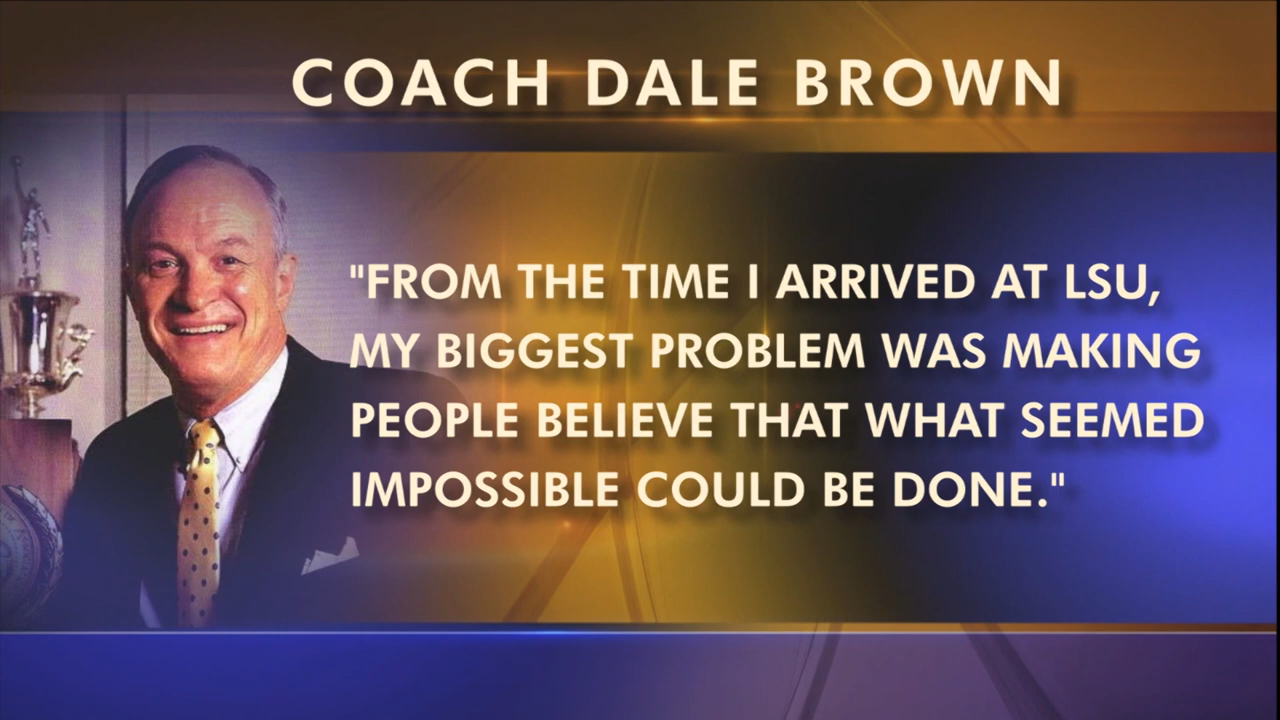 COACH DALE BROWN
"FROM THE TIME I ARRIVED AT LSU,
MY BIGGEST PROBLEM WAS MAKING
PEOPLE BELIEVE THAT WHAT SEEMED
IMPOSSIBLE COULD BE DONE."